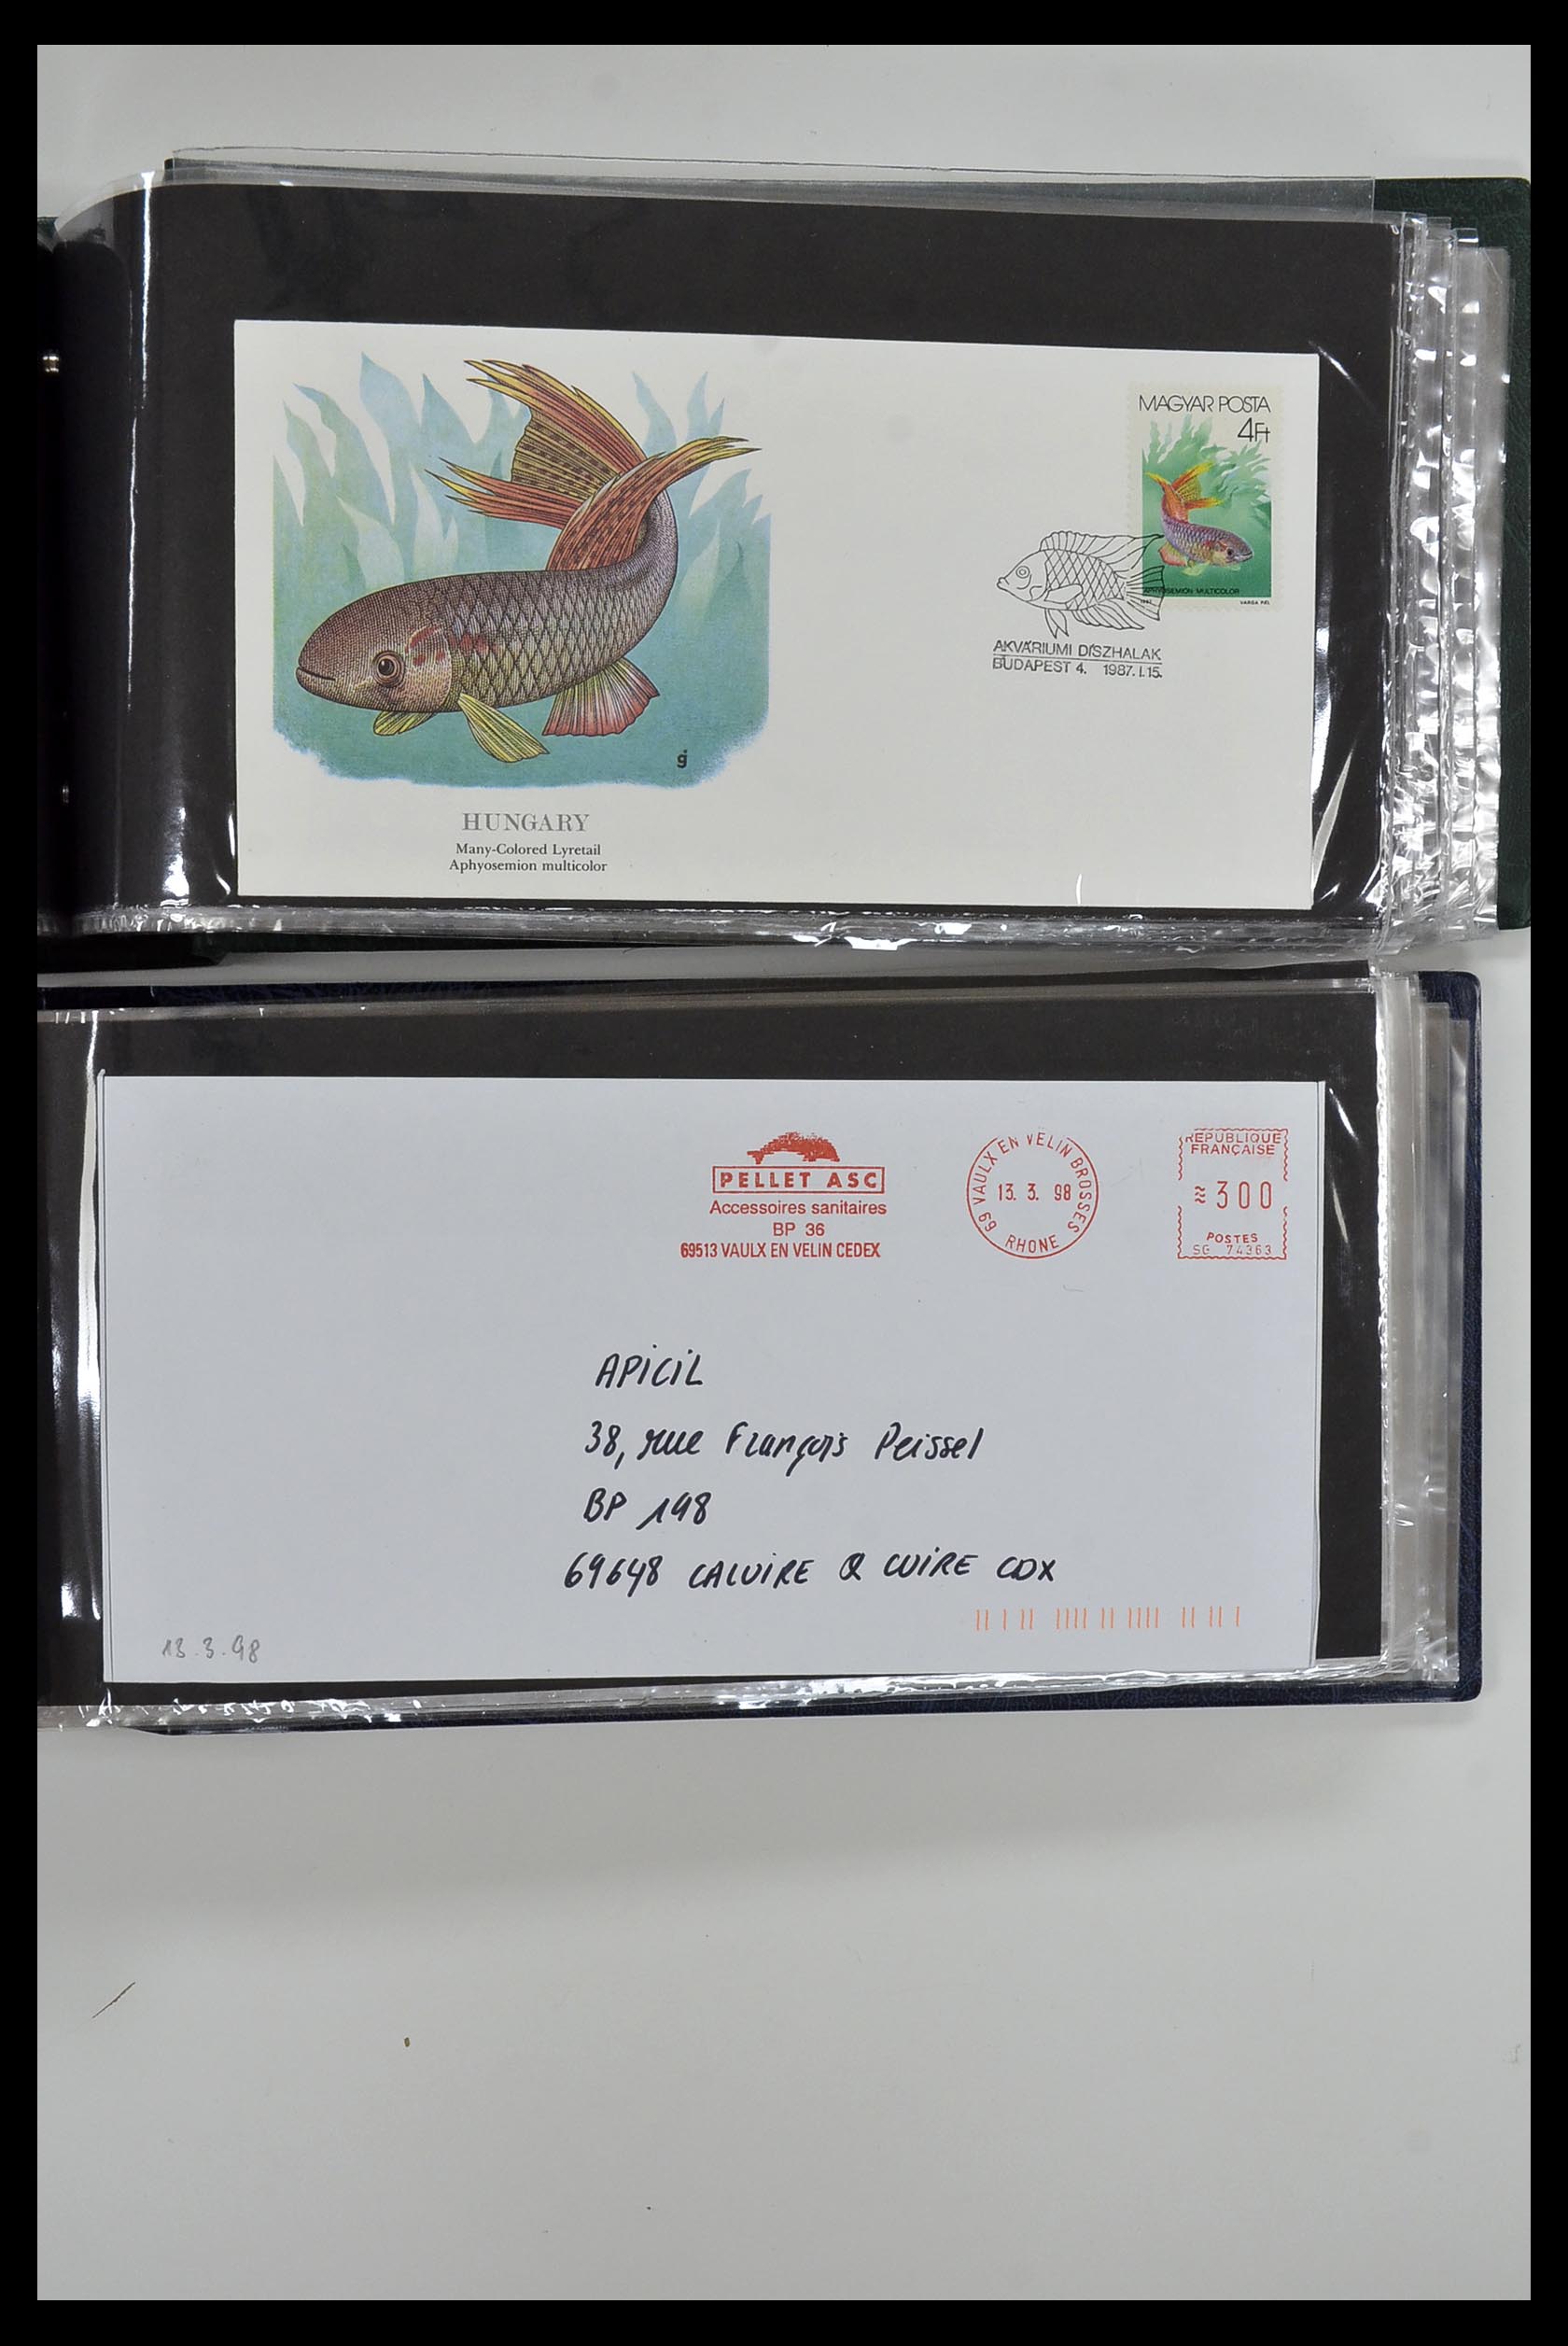 MAGYAR POSTA
4Ft
MULTICOLOR
VARGA PÁL
AKVÁRIUMI DÍSZHALAK
BUDAPEST 4. 1987. I. 15.
g
HUNGARY
Many-Colored Lyretail
Aphyosemion multicolor
PELLET ASC
Accessoires sanitaires
BP 36
69513 VAULX EN VELIN CEDEX
69 VAULX EN VELIN BROSSES
13. 3. 98
RHONE
REPUBLIQUE
FRANÇAISE
300
POSTES
SG 74363
APICIL
38, rue François Peissel
BP 198
69648 CALUIRE & CUIRE CDX
13.3.98